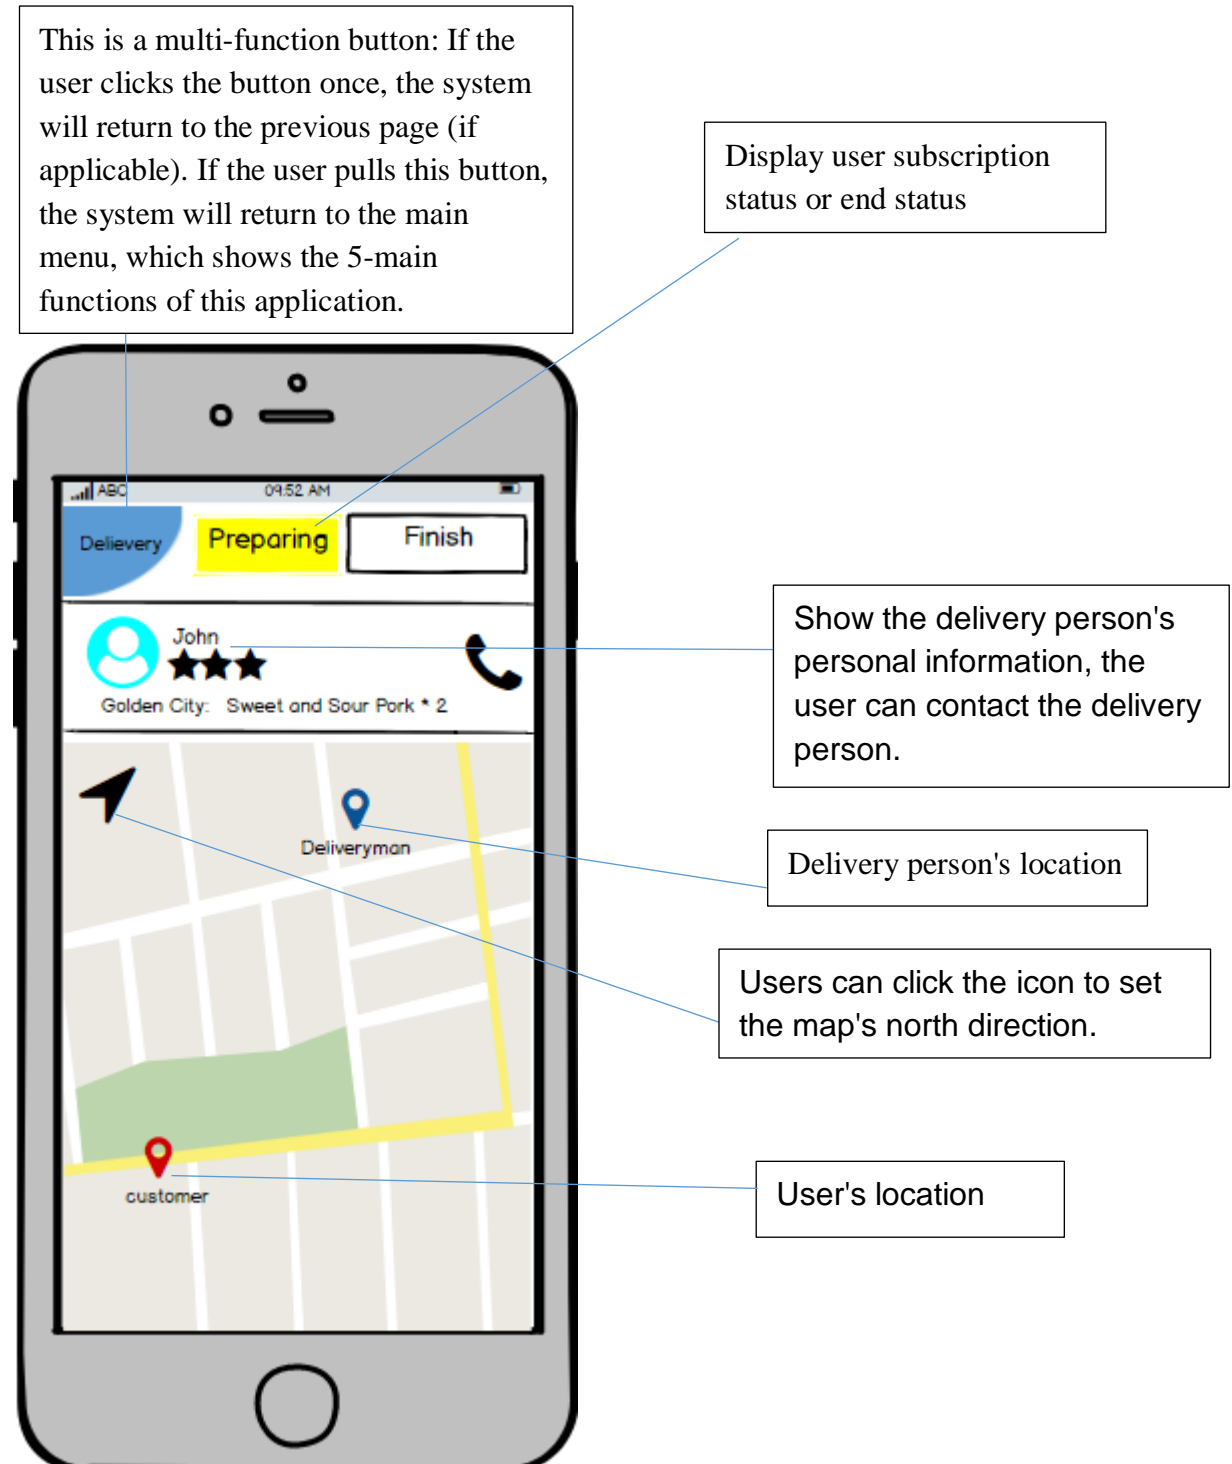 This is a multi-function button: If the
user clicks the button once, the system
will return to the previous page (if
applicable). If the user pulls this button,
the system will return to the main
menu, which shows the 5-main
functions of this application.
Display user subscription
status or end status
ABC 09:52 AM
Delievery Preparing Finish
John
Golden City: Sweet and Sour Pork * 2
Show the delivery person's
personal information, the
user can contact the delivery
person.
Deliveryman
Delivery person's location
Users can click the icon to set
the map's north direction.
customer
User's location